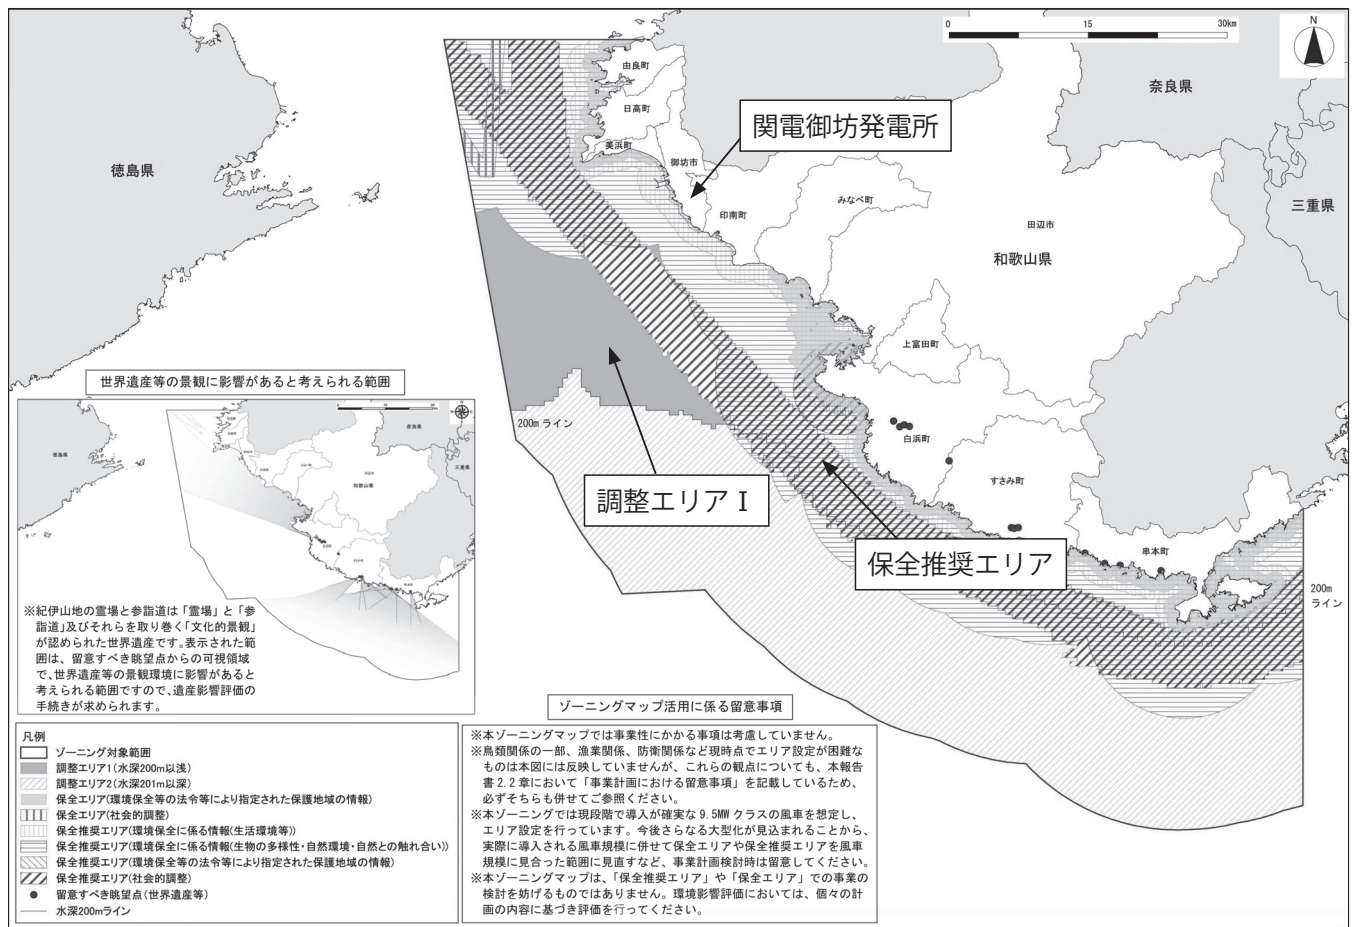 0 15 30km
N
奈良県
由良町
日高町
関電御坊発電所
美浜町
徳島県
御坊市
三重県
みなべ町
印南町
田辺市
和歌山県
上富田町
世界遺産等の景観に影響があると考えられる範囲
200m ライン
白浜町
調整エリアⅠ
すさみ町
保全推奨エリア
串本町
200m
ライン
徳島県
奈良県
三重県
和歌山県
※紀伊山地の霊場と参詣道は「霊場」と「参
詣道」及びそれらを取り巻く「文化的景観」
が認められた世界遺産です。表示された範
囲は、留意すべき眺望点からの可視領域
で、世界遺産等の景観環境に影響があると
考えられる範囲ですので、遺産影響評価の
手続きが求められます。
凡例
ゾーニング対象範囲
調整エリア1(水深200m以浅)
調整エリア2(水深201m以深)
保全エリア(環境保全等の法令等により指定された保護地域の情報)
保全エリア(社会的調整)
保全推奨エリア(環境保全に係る情報(生活環境等))
保全推奨エリア(環境保全に係る情報(生物の多様性・自然環境・自然との触れ合い))
保全推奨エリア(環境保全等の法令等により指定された保護地域の情報)
保全推奨エリア(社会的調整)
留意すべき眺望点(世界遺産等)
水深200mライン
ゾーニングマップ活用に係る留意事項
※本ゾーニングマップでは事業性にかかる事項は考慮していません。
※鳥類関係の一部、漁業関係、防衛関係など現時点でエリア設定が困難な
ものは本図には反映していませんが、これらの観点についても、本報告
書 2.2 章において「事業計画における留意事項」を記載しているため、
必ずそちらも併せてご参照ください。
※本ゾーニングでは現段階で導入が確実な 9.5MW クラスの風車を想定し、
エリア設定を行っています。今後さらなる大型化が見込まれることから、
実際に導入される風車規模に併せて保全エリアや保全推奨エリアを風車
規模に見合った範囲に見直すなど、事業計画検討時は留意してください。
※本ゾーニングマップは、「保全推奨エリア」や「保全エリア」での事業の
検討を妨げるものではありません。環境影響評価においては、個々の計
画の内容に基づき評価を行ってください。